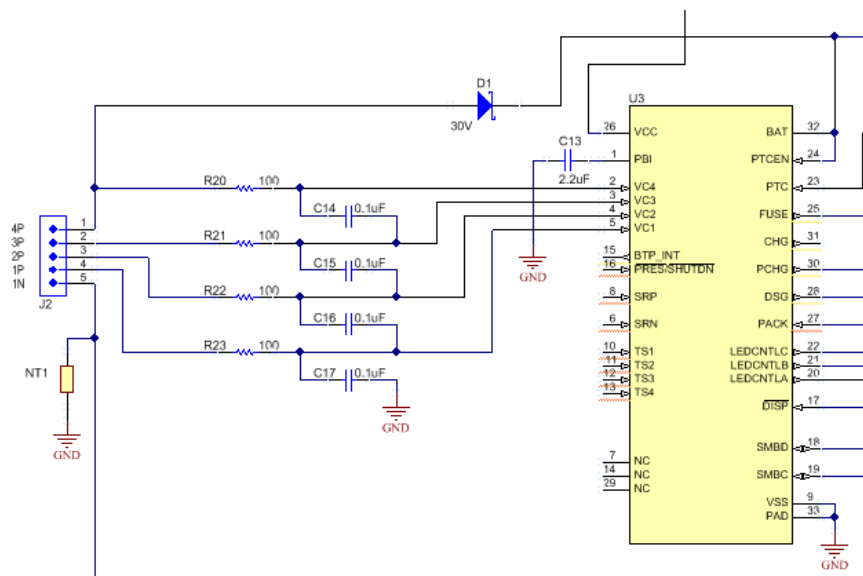 D1
30V
U3
26 VCC BAT 32
C13
1 PBI PTCEN 24
2.2uF
R20 100 2 VC4 PTC 23
3 VC3
C14 0.1uF 4 VC2 FUSE 25
4P 1 5 VC1
3P 2 R21 100 CHG 31
2P 3 15 BTP_INT
1P 4 C15 0.1uF 16 PRES/SHUTDN PCHG 30
1N 5
GND
J2 R22 100 8 SRP DSG 28
C16 0.1uF 6 SRN PACK 27
R23 100 10 TS1 LEDCNTLC 22
11 TS2 LEDCNTLB 21
NT1 C17 0.1uF 12 TS3 LEDCNTLA 20
13 TS4
DISP 17
GND GND
SMBD 18
7 NC
14 NC SMBC 19
29 NC
VSS 9
PAD 33
GND